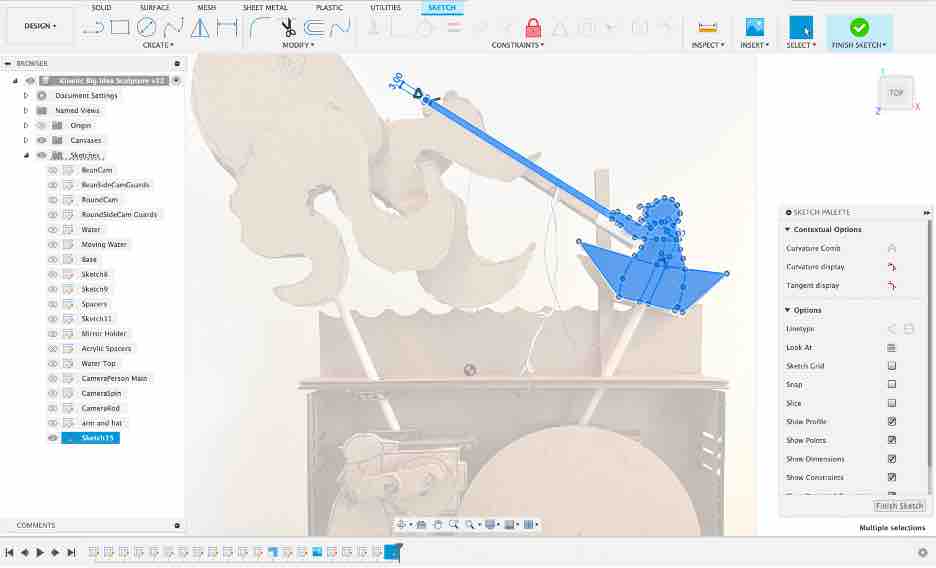 SOLID SURFACE MESH SHEET METAL PLASTIC UTILITIES SKETCH
DESIGN
CREATE MODIFY CONSTRAINTS INSPECT INSERT SELECT FINISH SKETCH
BROWSER
Kinetic Big Idea Sculpture v12
Document Settings
Named Views
Origin
Canvases
Sketches
BeanCam
BeanSideCamGuards
RoundCam
RoundSideCam Guards
Water
Moving Water
Base
Sketch8
Sketch9
Spacers
Sketch11
Mirror Holder
Acrylic Spacers
Water Top
CameraPerson Main
CameraSpin
CameraRod
arm and hat
Sketch15
COMMENTS
3.00
TOP
Z
X
SKETCH PALETTE
Contextual Options
Curvature Comb
Curvature display
Tangent display
Options
Linetype
Look At
Sketch Grid
Snap
Slice
Show Profile
Show Points
Show Dimensions
Show Constraints
Finish Sketch
Multiple selections